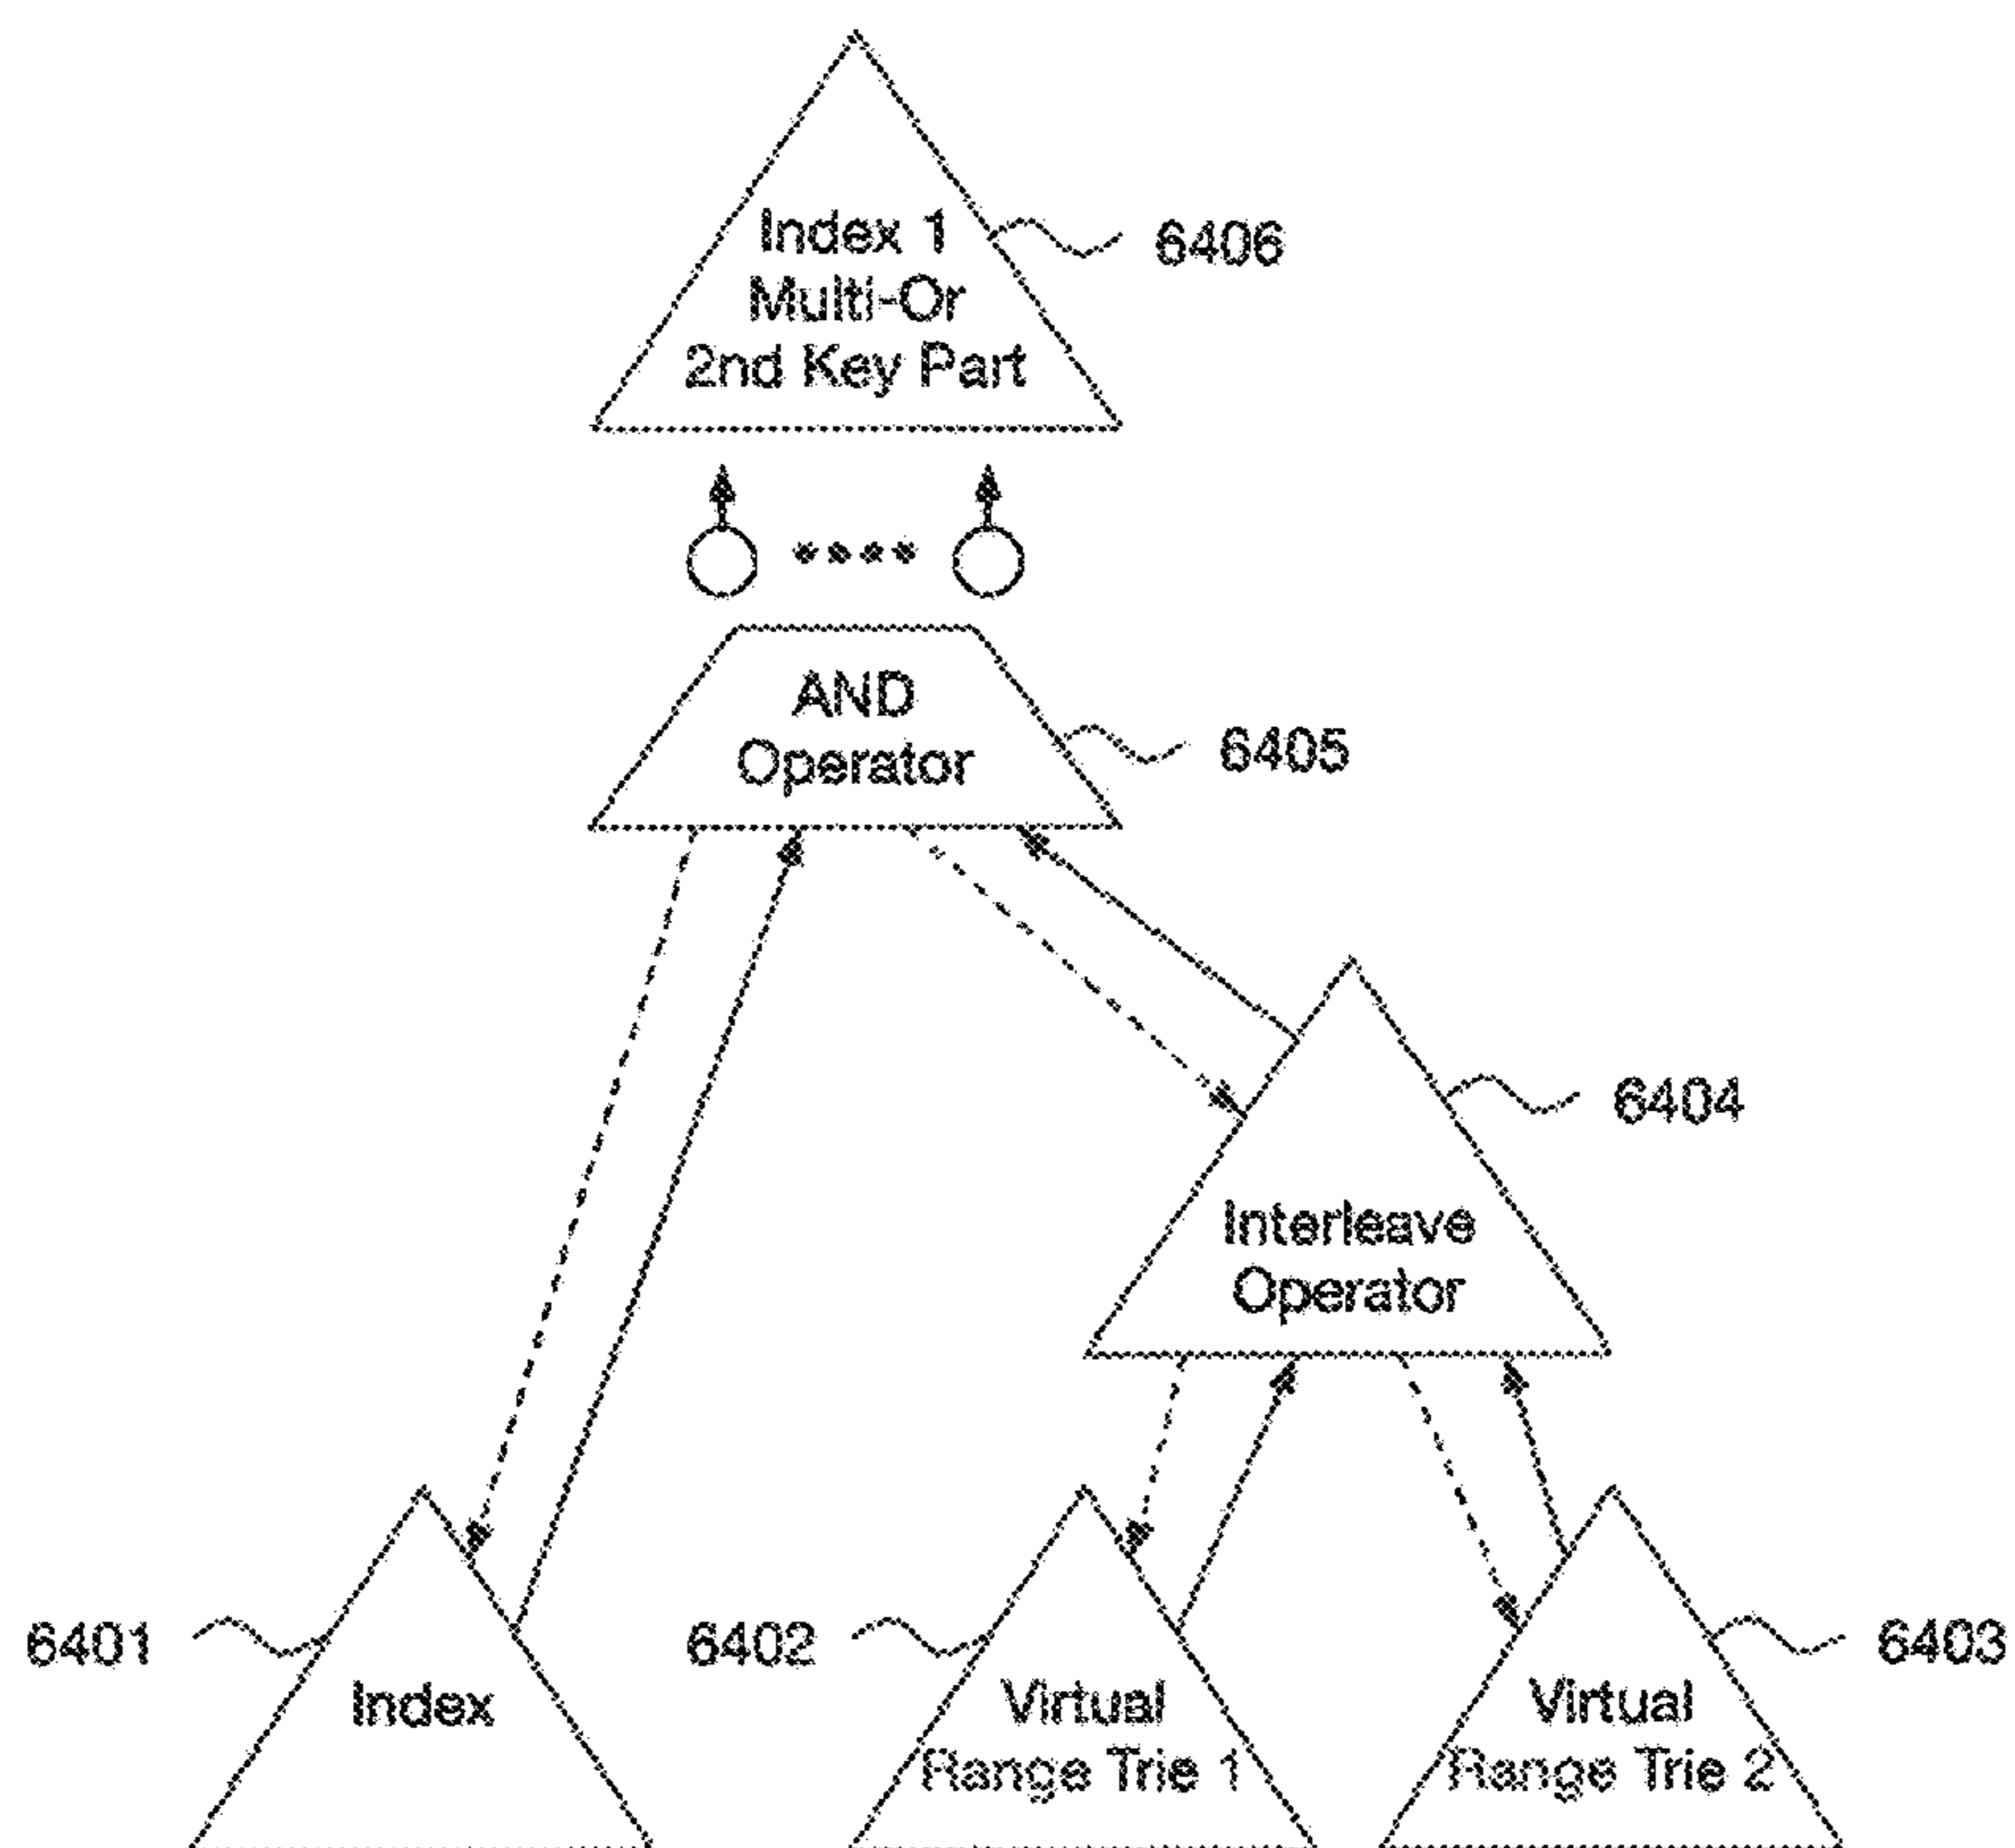 Index 1
Multi-Or
2nd Key Part
6406
AND
Operator
6405
6404
Interleave
Operator
6401
Index
6402
Virtual
Range Trie 1
6403
Virtual
Range Trie 2